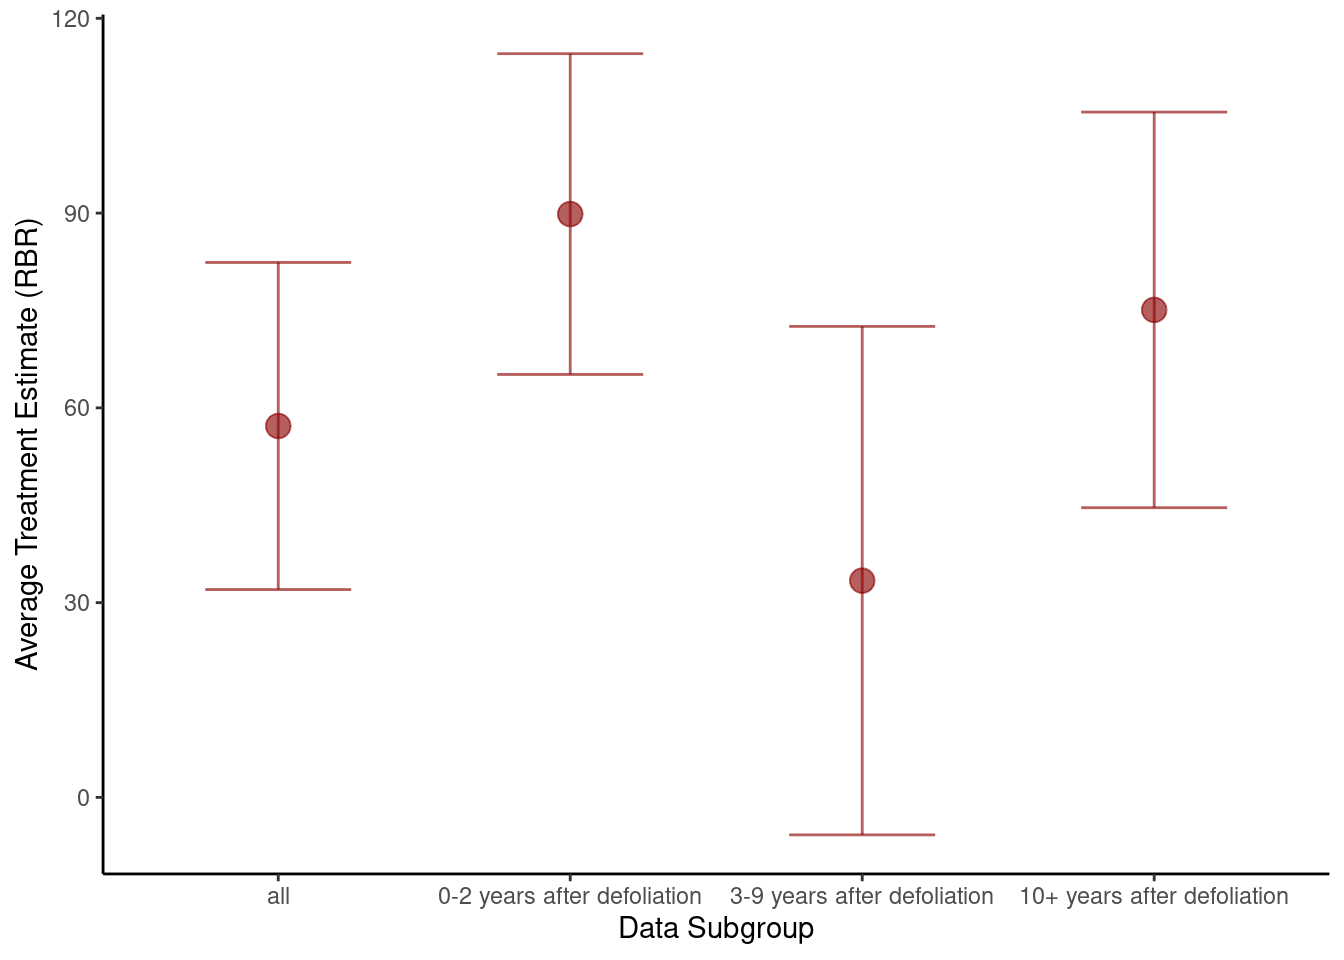 Average Treatment Estimate (RBR)
120
90
60
30
0
all
0-2 years after defoliation
3-9 years after defoliation
10+ years after defoliation
Data Subgroup